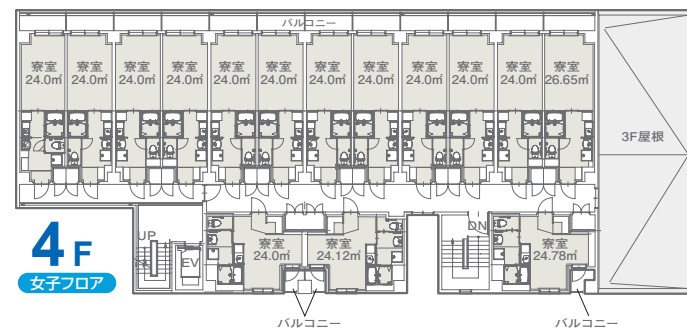 バルコニー
寮室 寮室 寮室 寮室 寮室 寮室 寮室 寮室 寮室 寮室 寮室 寮室
24.0㎡ 24.0㎡ 24.0㎡ 24.0㎡ 24.0㎡ 24.0㎡ 24.0㎡ 24.0㎡ 24.0㎡ 24.0㎡ 24.0㎡ 26.65㎡
3F屋根
4F
女子フロア
UP
EV
寮室
24.0㎡
寮室
24.12㎡
DN
寮室
24.78㎡
バルコニー
バルコニー